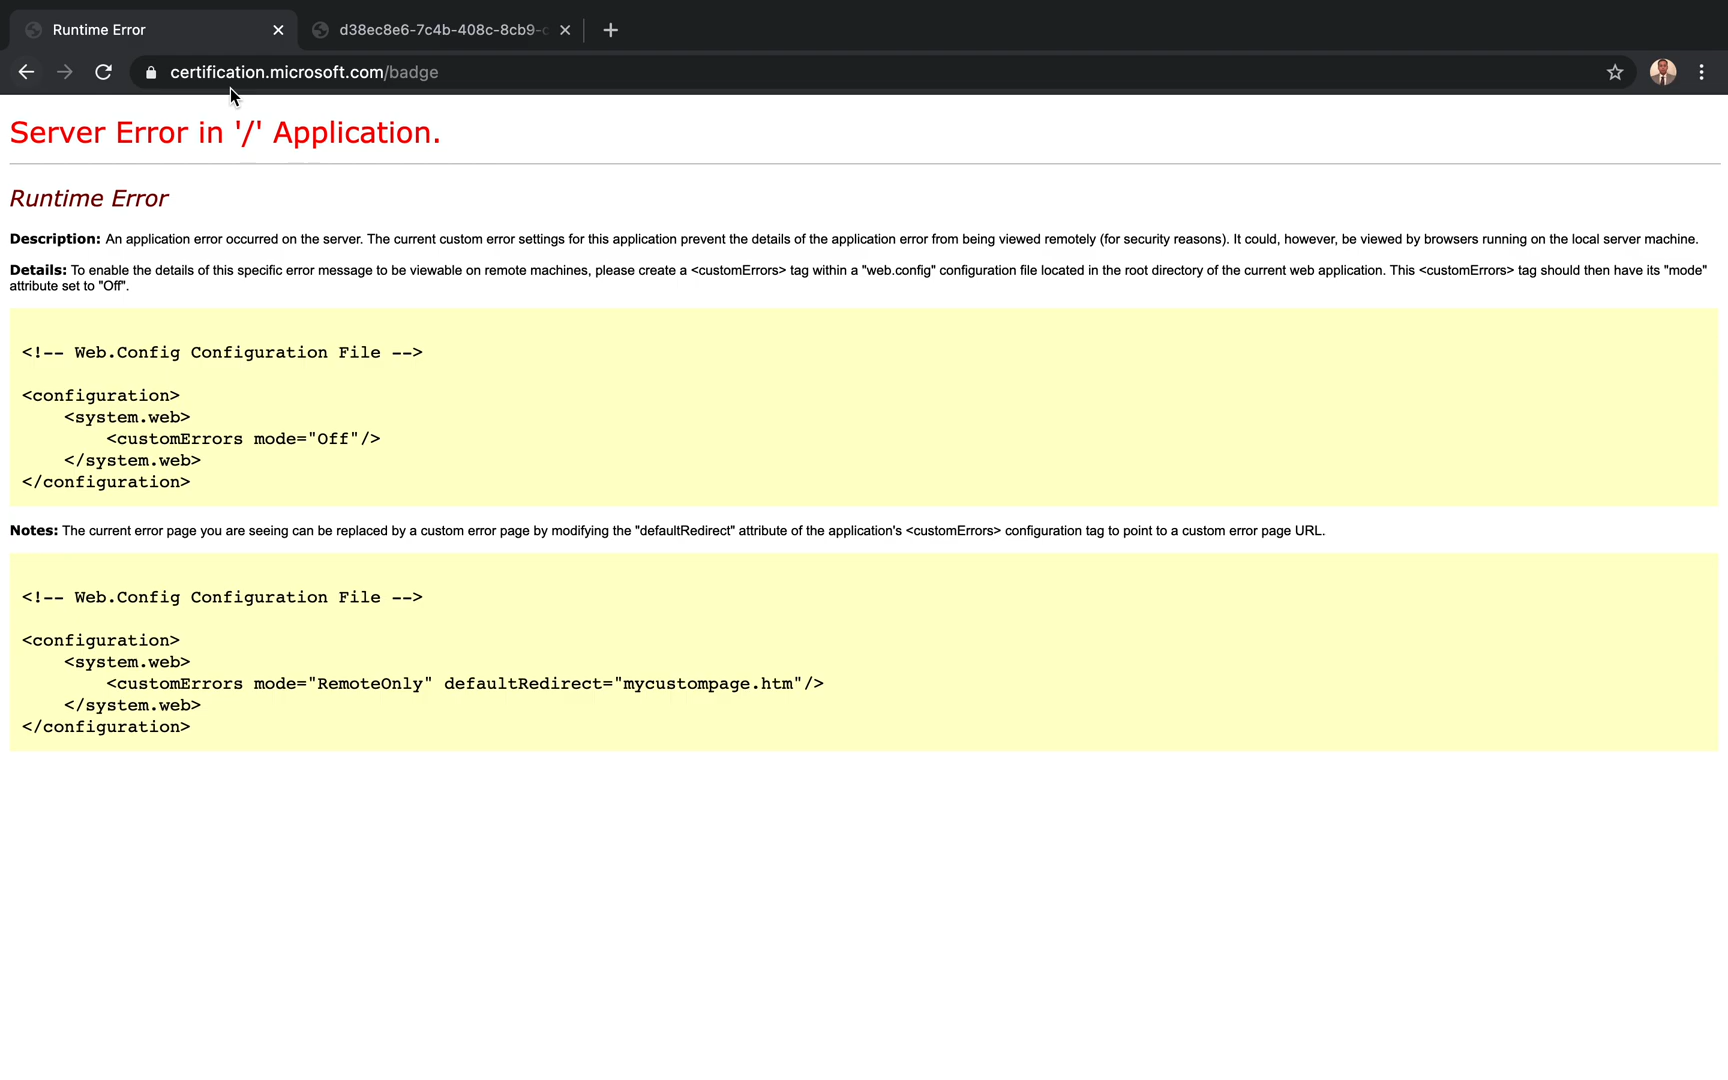 Runtime Error
d38ec8e6-7c4b-408c-8cb9-
certification.microsoft.com/badge
Server Error in '/' Application.
Runtime Error
Description: An application error occurred on the server. The current custom error settings for this application prevent the details of the application error from being viewed remotely (for security reasons). It could, however, be viewed by browsers running on the local server machine.
Details: To enable the details of this specific error message to be viewable on remote machines, please create a <customErrors> tag within a "web.config" configuration file located in the root directory of the current web application. This <customErrors> tag should then have its "mode"
attribute set to "Off".
<!-- Web.Config Configuration File -->
<configuration>
    <system.web>
        <customErrors mode="Off"/>
    </system.web>
</configuration>
Notes: The current error page you are seeing can be replaced by a custom error page by modifying the "defaultRedirect" attribute of the application's <customErrors> configuration tag to point to a custom error page URL.
<!-- Web.Config Configuration File -->
<configuration>
    <system.web>
        <customErrors mode="RemoteOnly" defaultRedirect="mycustompage.htm"/>
    </system.web>
</configuration>